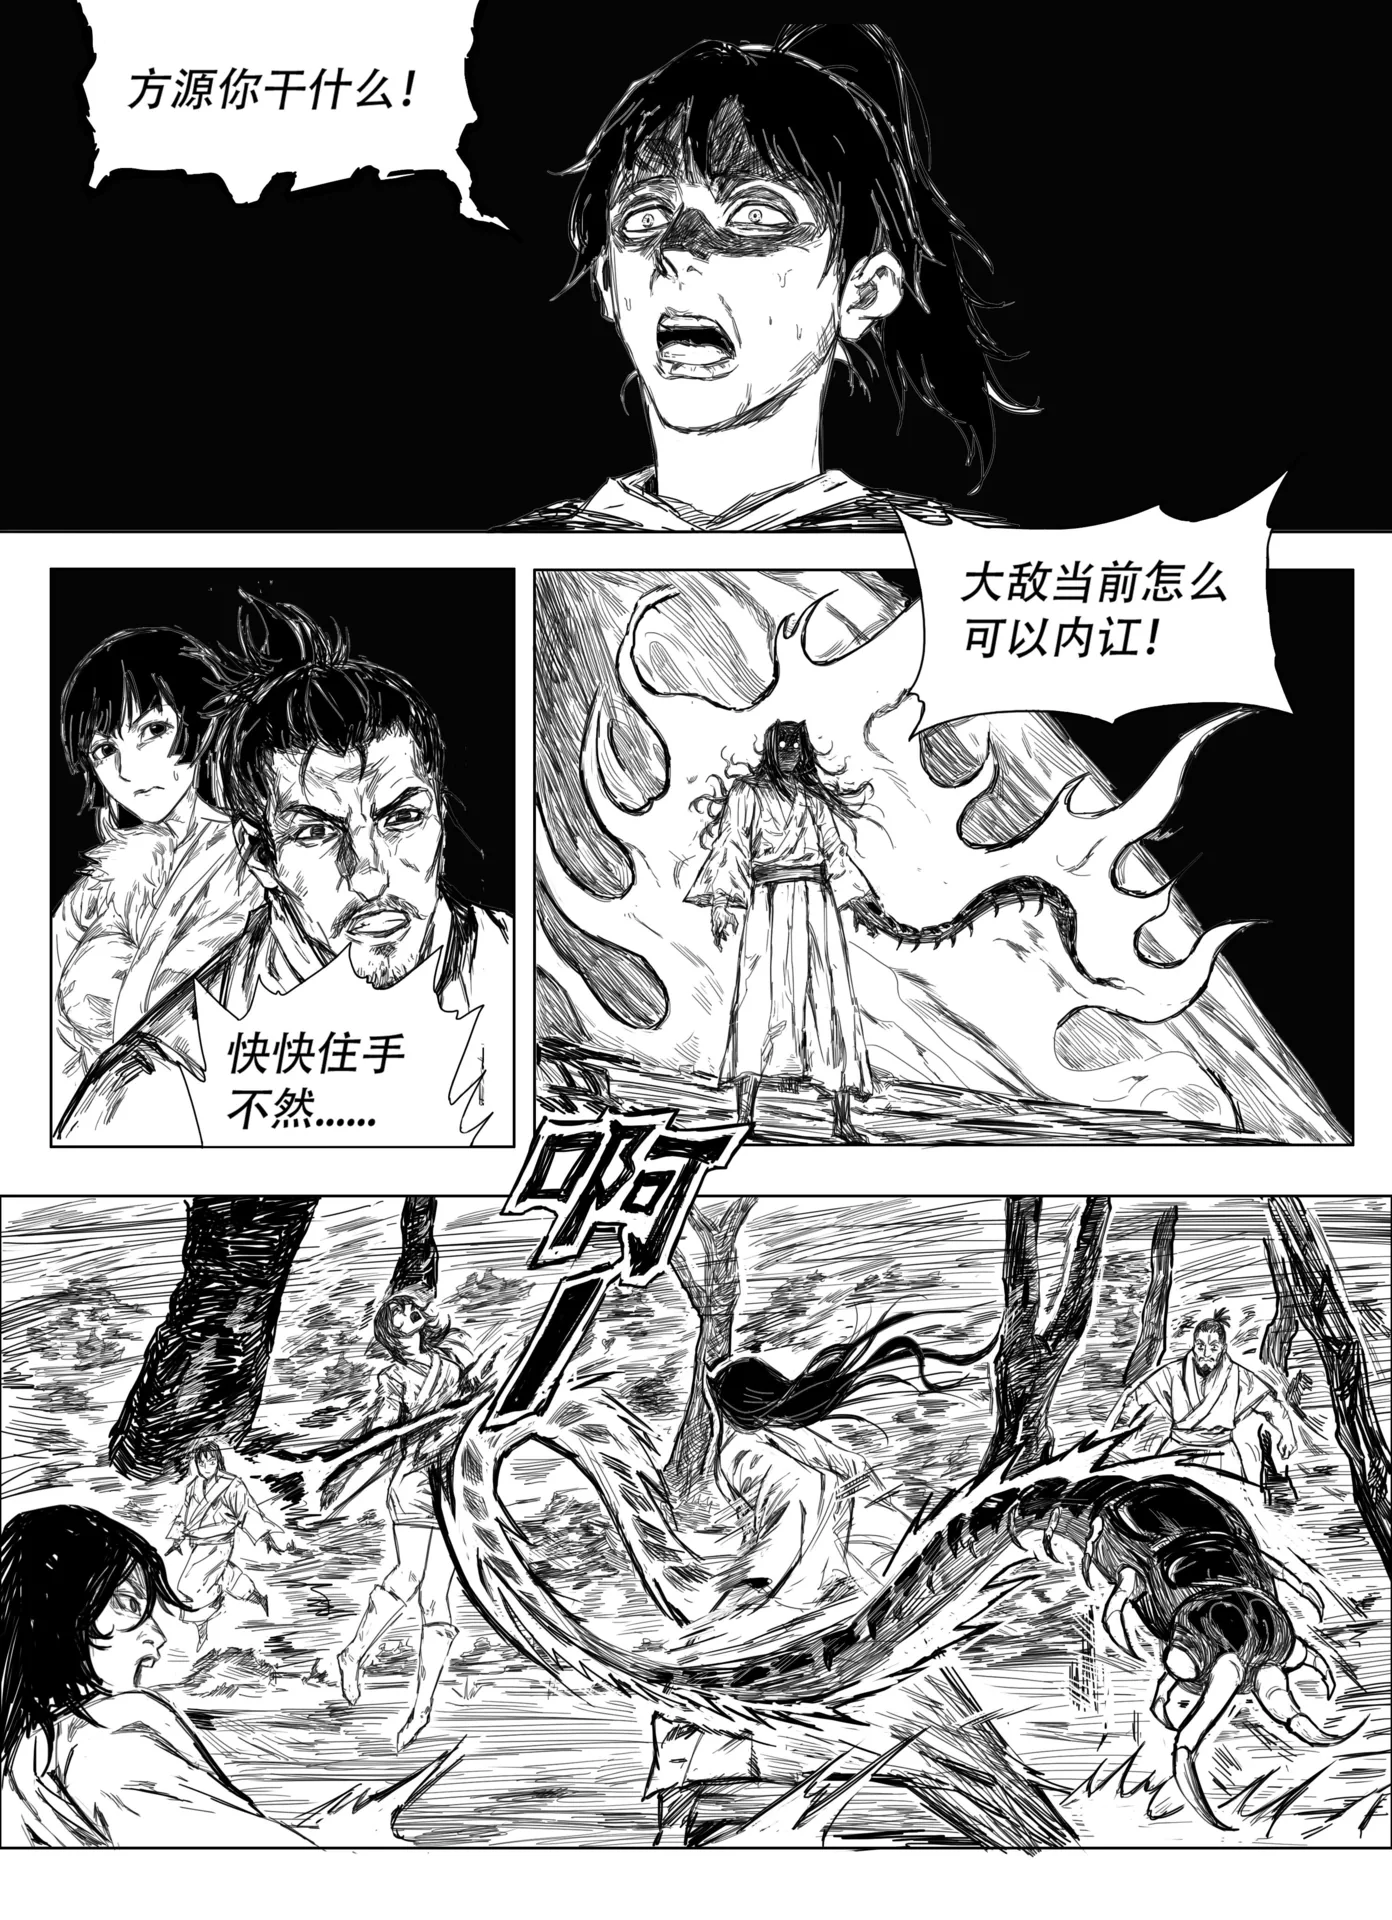 方源你干什么！
大敌当前怎么
可以内讧！
快快住手
不然……
啊！